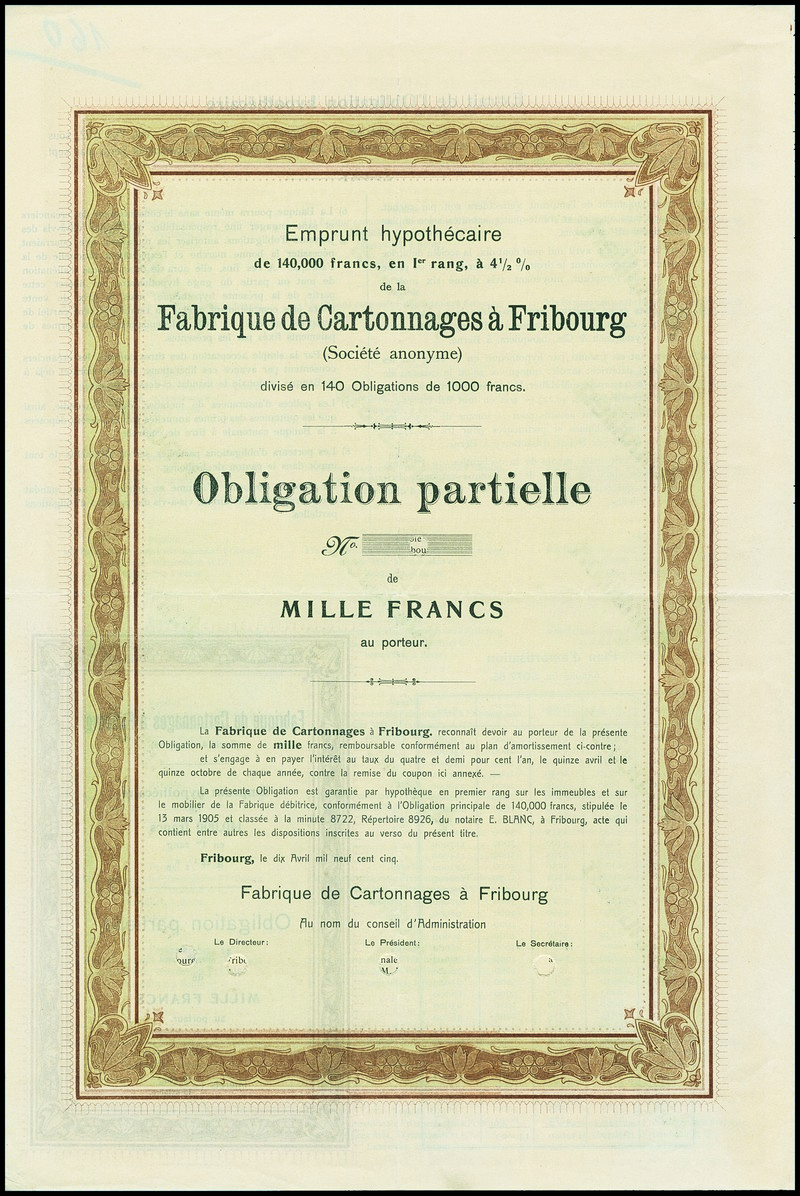 Emprunt hypothécaire
de 140,000 francs, en Ier rang, à 4 1/2 %
de la
Fabrique de Cartonnages à Fribourg
(Société anonyme)
divisé en 140 Obligations de 1000 francs.
Obligation partielle
No.
de
MILLE FRANCS
au porteur.
La Fabrique de Cartonnages à Fribourg, reconnaît devoir au porteur de la présente
Obligation, la somme de mille francs, remboursable conformément au plan d'amortissement ci-contre;
et s'engage à en payer l'intérêt au taux du quatre et demi pour cent l'an, le quinze avril et le
quinze octobre de chaque année, contre la remise du coupon ici annexé. —
La présente Obligation est garantie par hypothèque en premier rang sur les immeubles et sur
le mobilier de la Fabrique débitrice, conformément à l'Obligation principale de 140,000 francs, stipulée le
13 mars 1905 et classée à la minute 8722, Répertoire 8926, du notaire E. BLANC, à Fribourg, acte qui
contient entre autres les dispositions inscrites au verso du présent titre.
Fribourg, le dix Avril mil neuf cent cinq.
Fabrique de Cartonnages à Fribourg
Au nom du conseil d'Administration
Le Directeur: Le Président: Le Secrétaire: